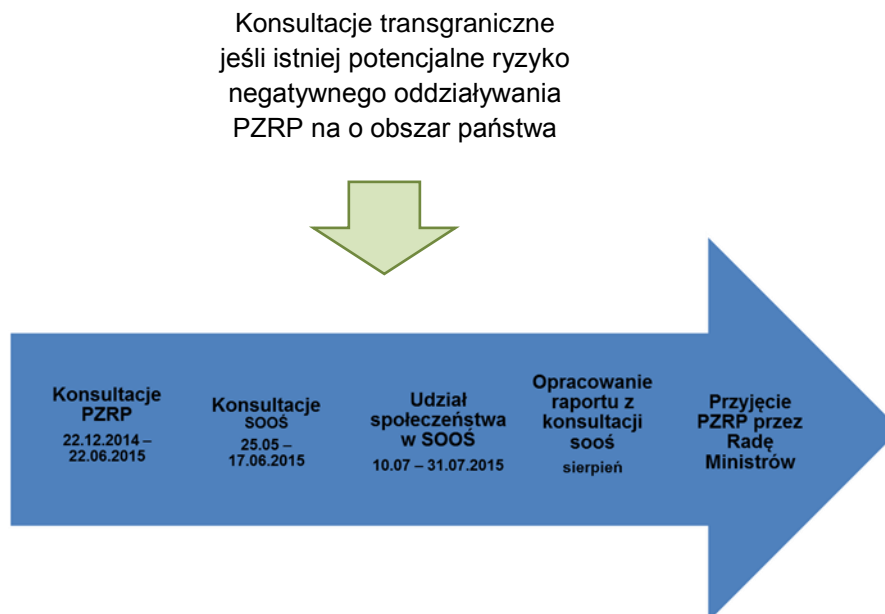 Konsultacje transgraniczne
jeśli istniej potencjalne ryzyko
negatywnego oddziaływania
PZRP na o obszar państwa
Konsultacje
PZRP
22.12.2014 –
22.06.2015
Konsultacje
SOOŚ
25.05 –
17.06.2015
Udział
społeczeństwa
w SOOŚ
10.07 – 31.07.2015
Opracowanie
raportu z
konsultacji
sooś
sierpień
Przyjęcie
PZRP przez
Radę
Ministrów